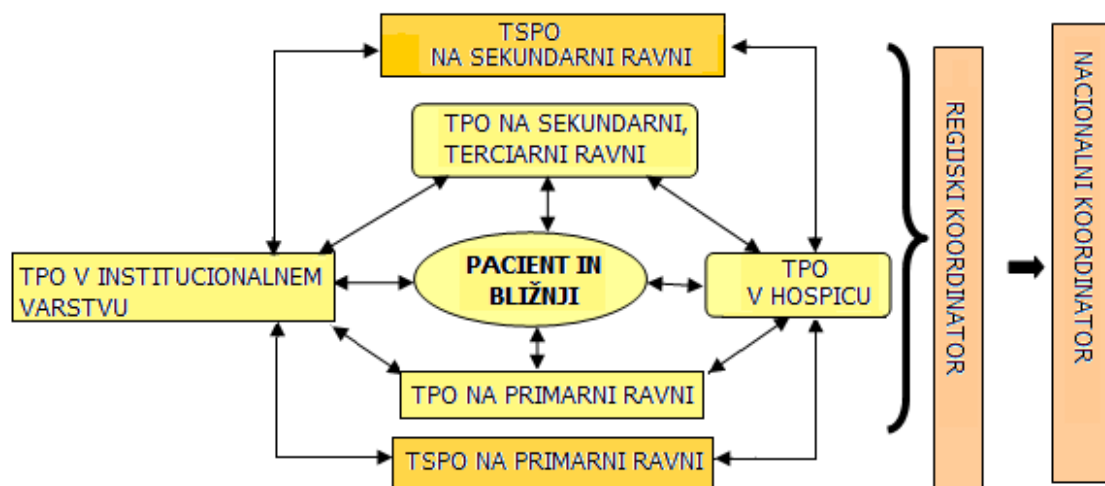 TSPO
NA SEKUNDARNI RAVNI
TPO NA SEKUNDARNI,
TERCIARNI RAVNI
TPO V INSTITUCIONALNEM
VARSTVU
PACIENT IN
BLIŽNJI
TPO
V HOSPICU
TPO NA PRIMARNI RAVNI
TSPO NA PRIMARNI RAVNI
REGIJSKI KOORDINATOR
NACIONALNI KOORDINATOR